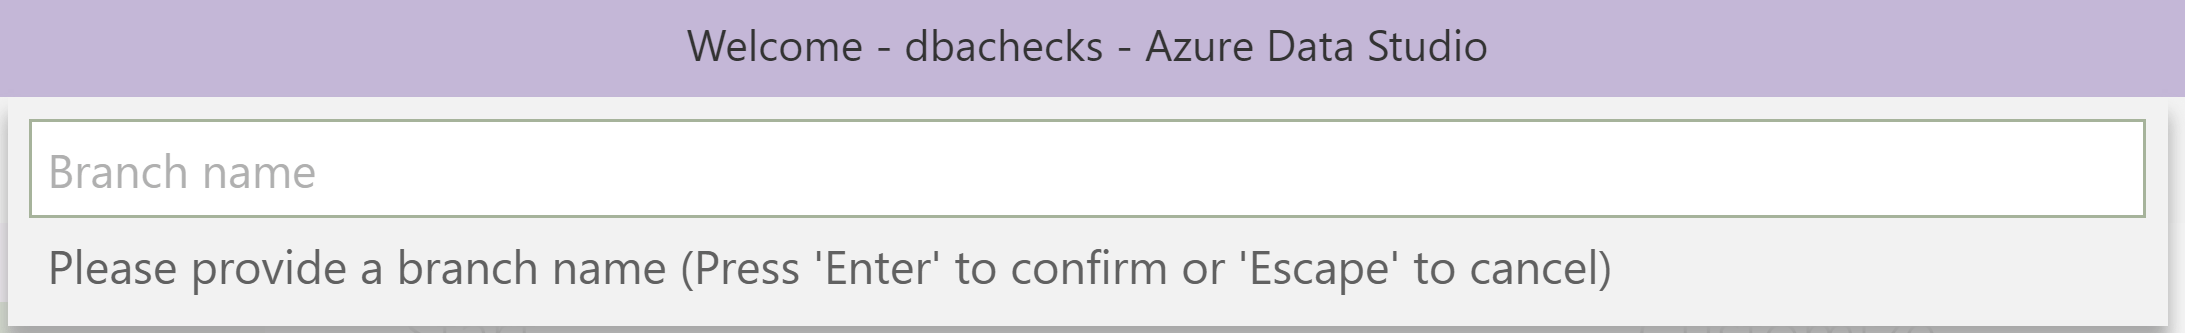 Welcome - dbachecks - Azure Data Studio
Branch name
Please provide a branch name (Press 'Enter' to confirm or 'Escape' to cancel)